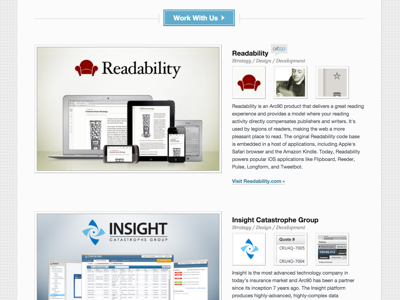 Work With Us
Readability
Readability
Strategy / Design / Development
Readability is an Arc90 product that delivers a great reading
experience and provides a model where your reading
activity directly compensates publishers and writers. It's
used by legions of readers, making the web a more
pleasant place to read. The original Readability code base
is embedded in a host of applications, including Apple's
Safari browser and the Amazon Kindle. Today, Readability
powers popular iOS applications like Flipboard, Reeder,
Pulse, Longform, and Tweetbot.
Visit Readability.com »
INSIGHT
CATASTROPHE GROUP
Insight Catastrophe Group
Strategy / Design / Development
Quote #
CRU4Q-7005
CRU4Q-7004
Insight is the most advanced technology company in
today's insurance market and Arc90 has been a partner
since its inception 7 years ago. The Insight platform
produces highly-advanced, highly-complex data